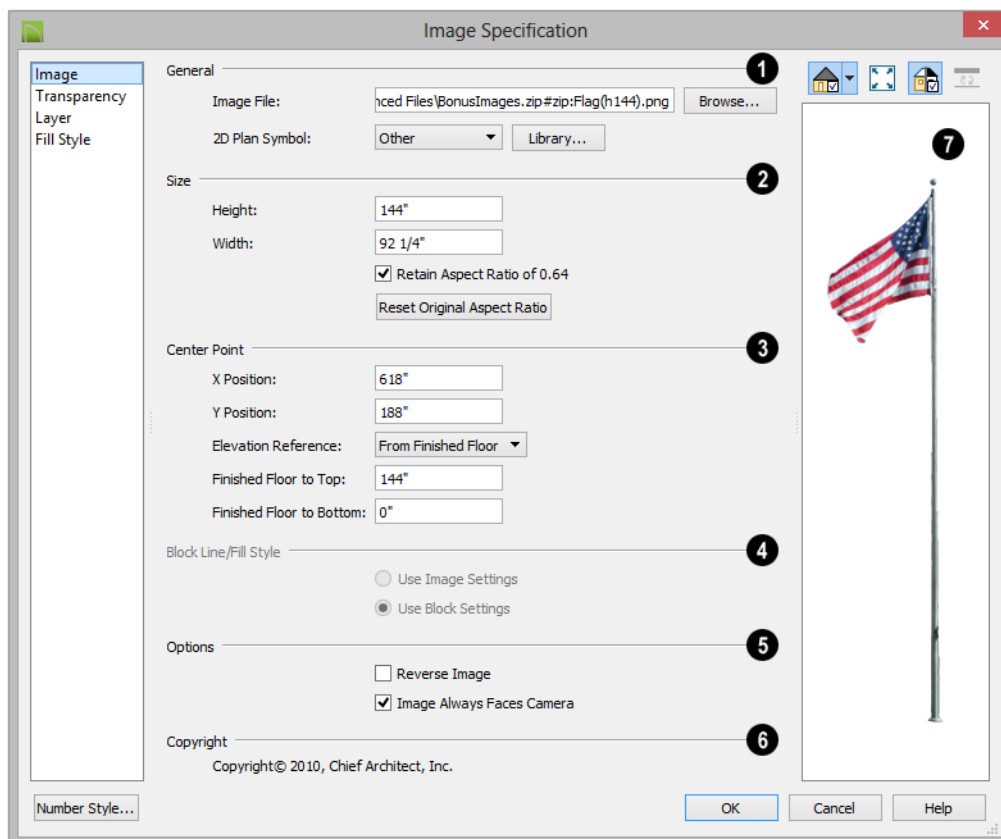 Image Specification
Image
Transparency
Layer
Fill Style
General
1
Image File:
nced Files\BonusImages.zip#zip:Flag(h144).png
Browse...
2D Plan Symbol:
Other
Library...
Size
2
Height:
144"
Width:
92 1/4"
Retain Aspect Ratio of 0.64
Reset Original Aspect Ratio
Center Point
3
X Position:
618"
Y Position:
188"
Elevation Reference:
From Finished Floor
Finished Floor to Top:
144"
Finished Floor to Bottom:
0"
Block Line/Fill Style
4
Use Image Settings
Use Block Settings
Options
5
Reverse Image
Image Always Faces Camera
Copyright
6
Copyright© 2010, Chief Architect, Inc.
7
Number Style...
OK
Cancel
Help